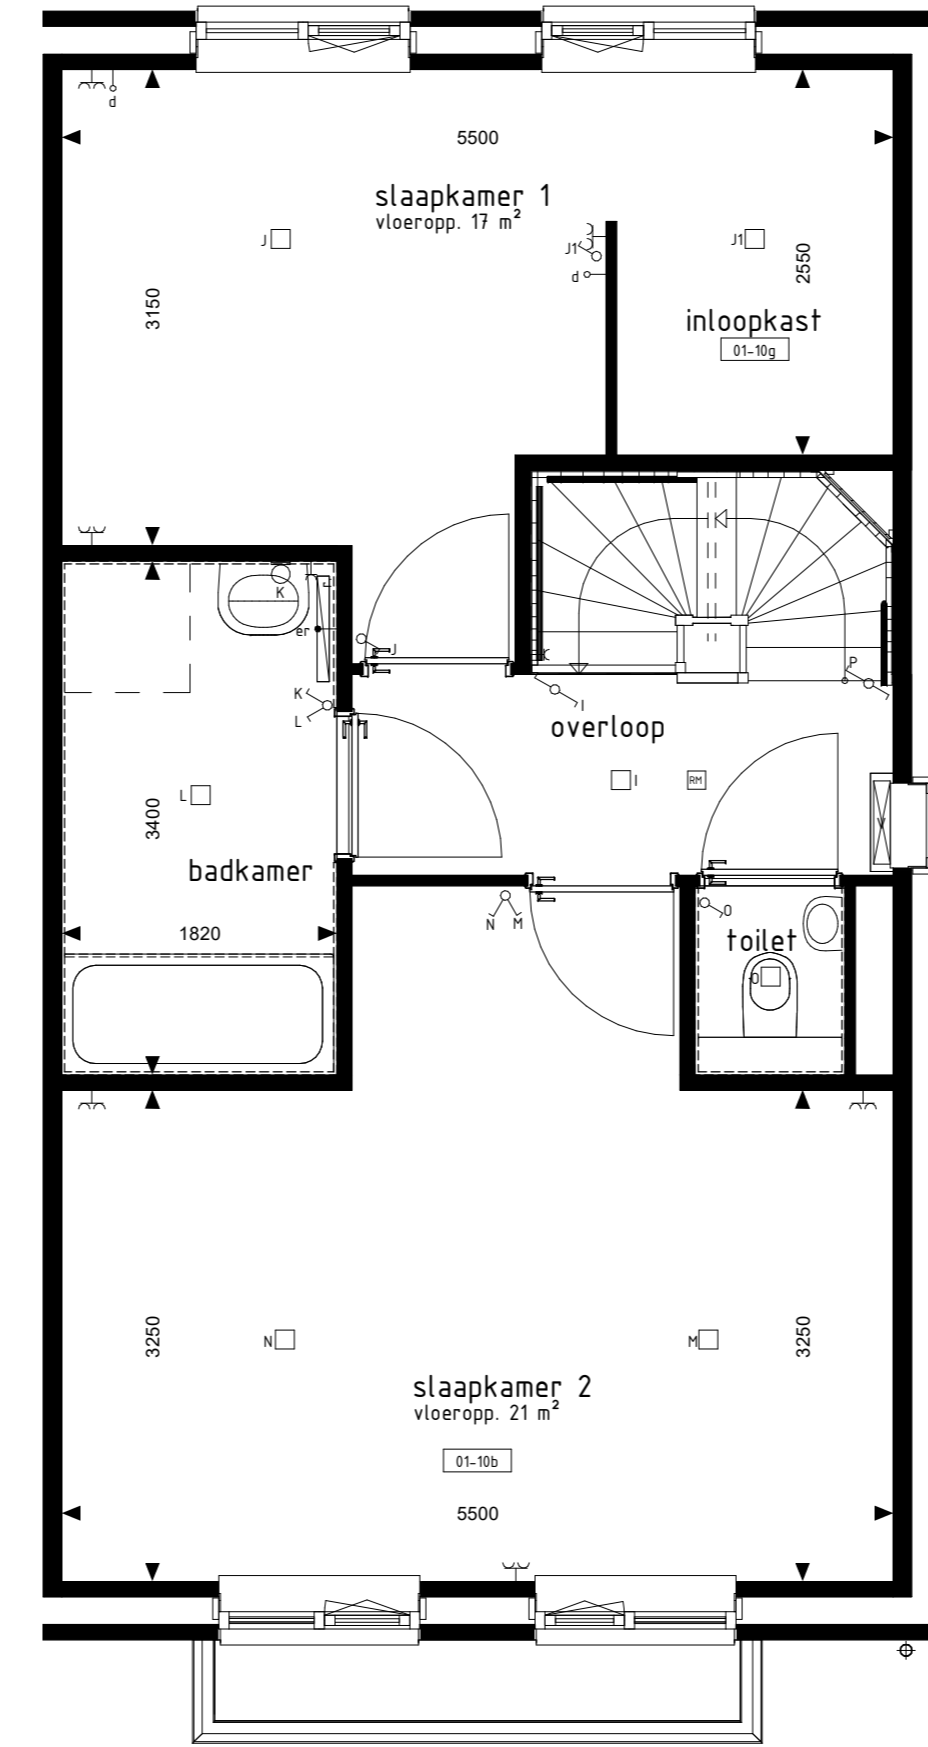 d
5500
slaapkamer 1
vloeropp. 17 m²
J
J1
J1
d
2550
3150
inloopkast
01-10g
K
er
J
K
L
I
P
overloop
L
I
RM
3400
badkamer
1820
N M
O
toilet
O
3250
N
M
3250
slaapkamer 2
vloeropp. 21 m²
01-10b
5500